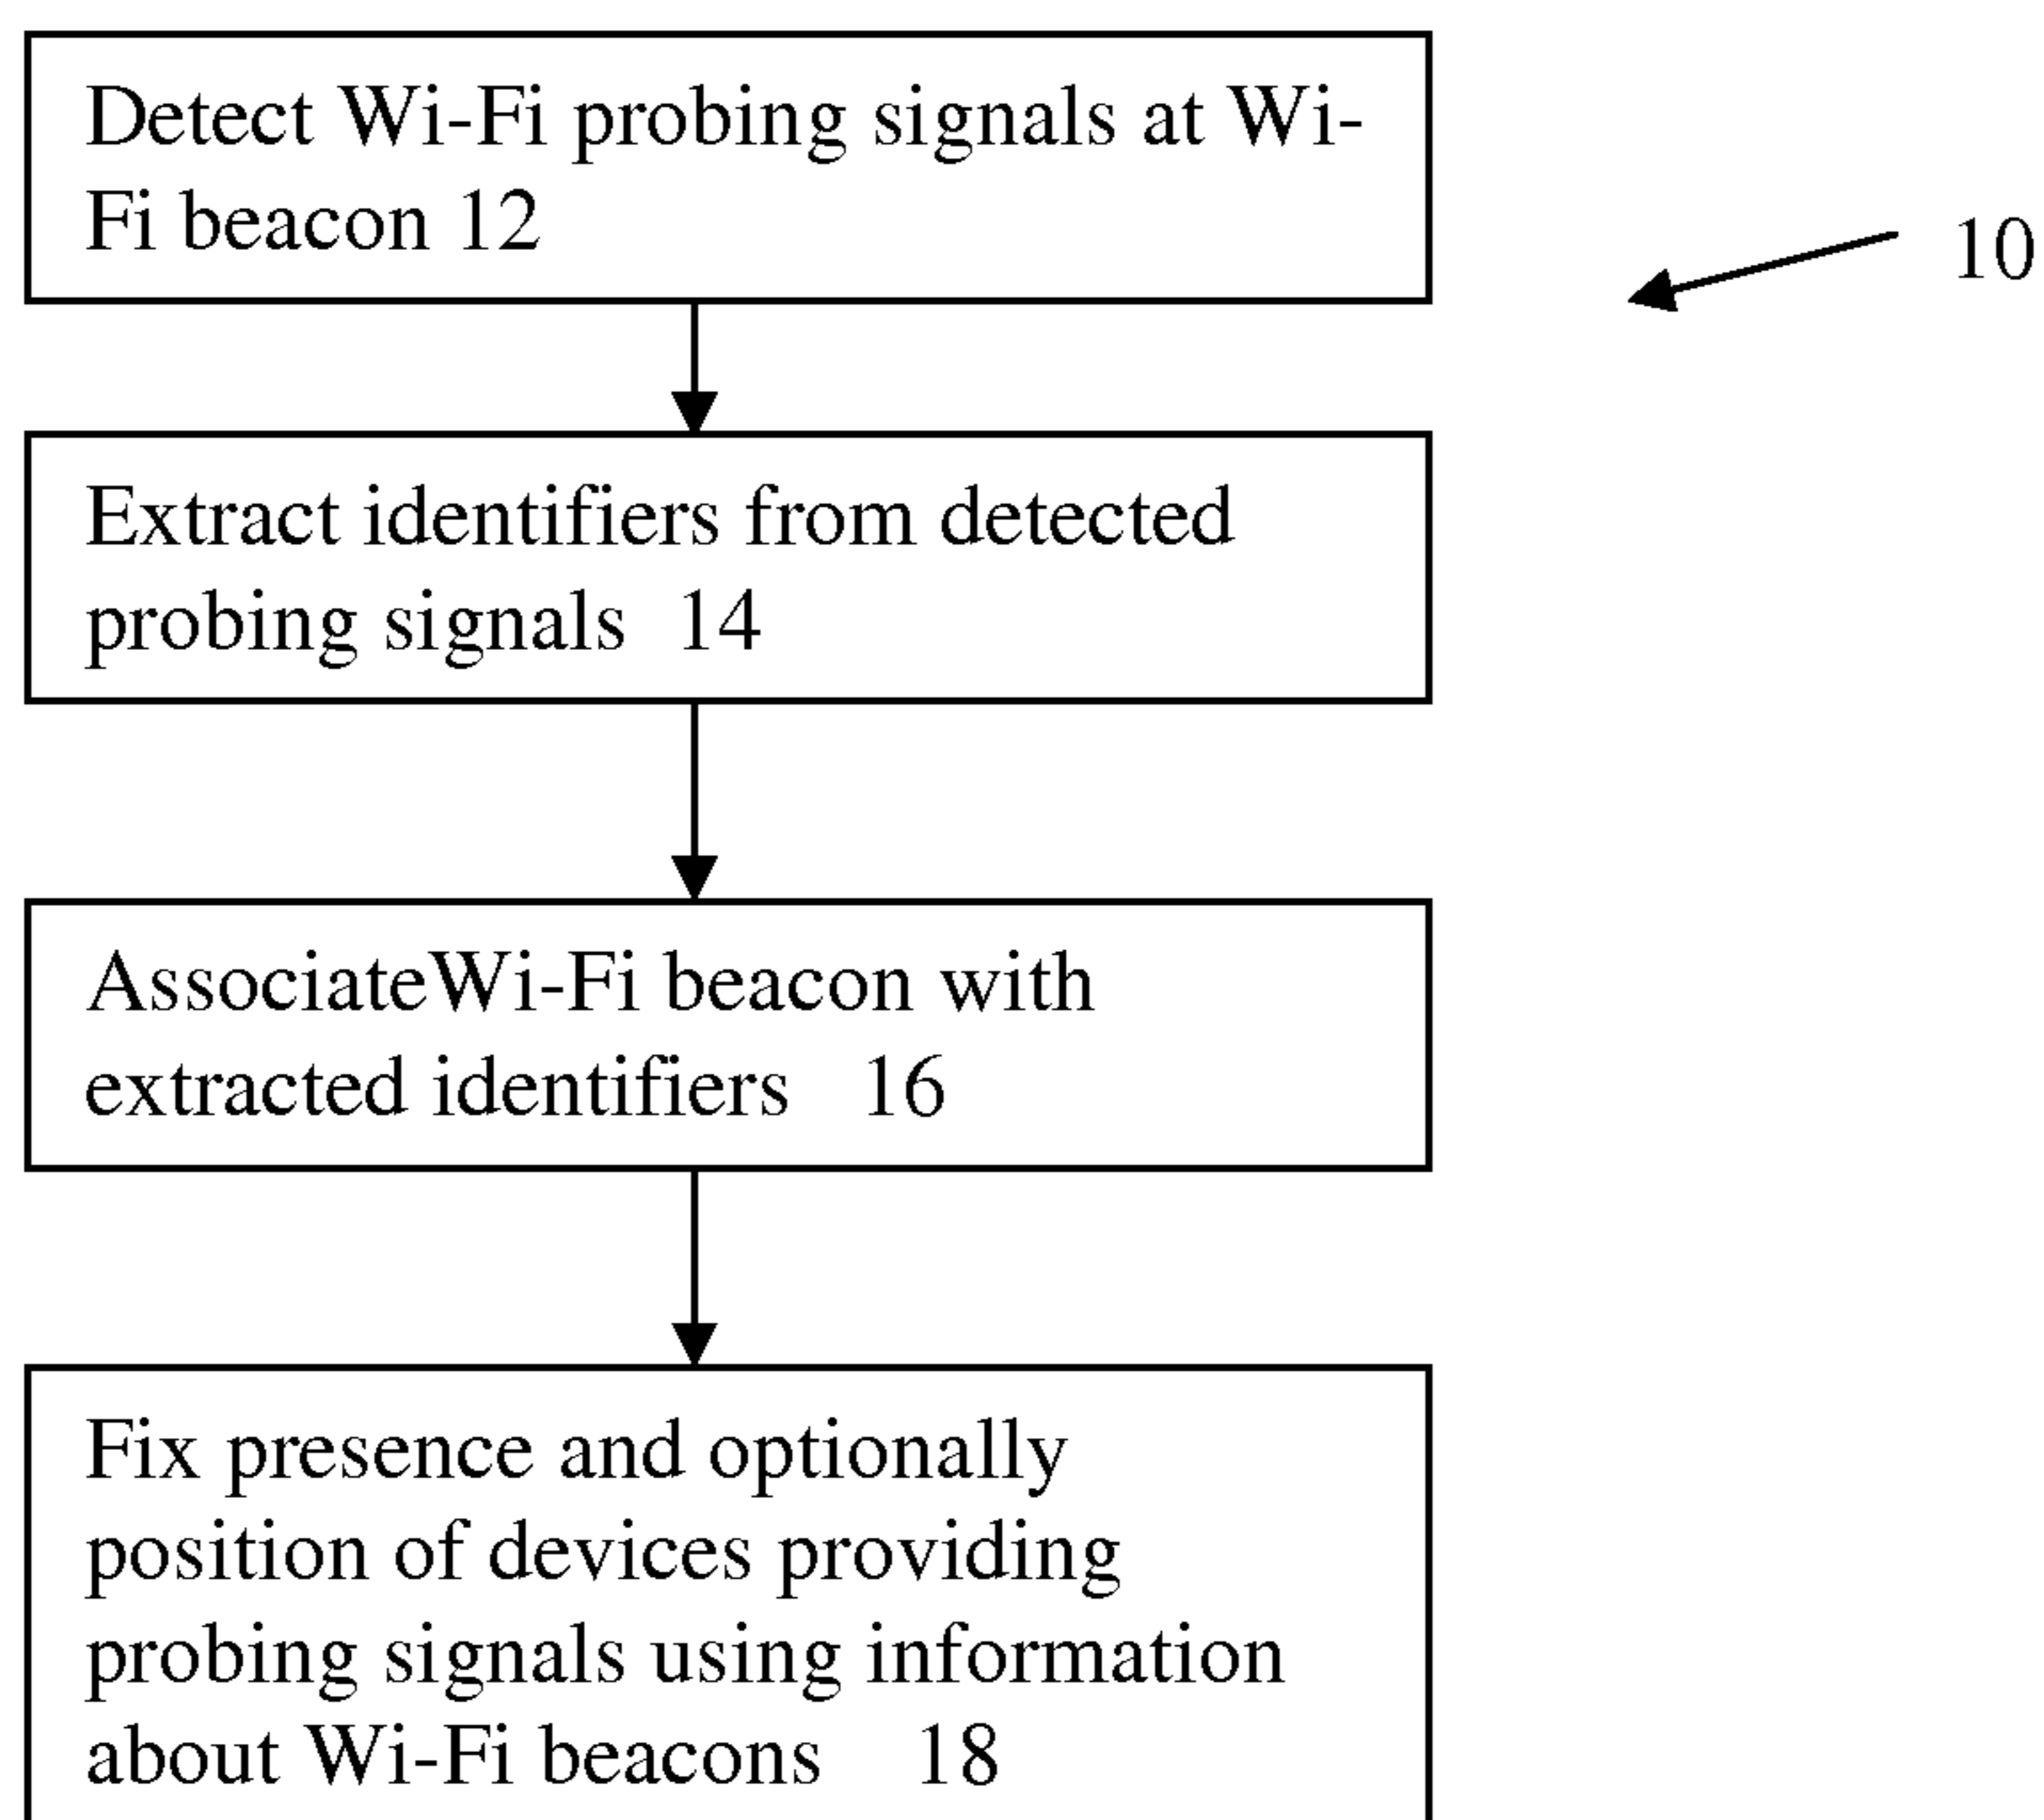 Detect Wi-Fi probing signals at Wi-
Fi beacon 12
10
Extract identifiers from detected
probing signals 14
AssociateWi-Fi beacon with
extracted identifiers 16
Fix presence and optionally
position of devices providing
probing signals using information
about Wi-Fi beacons 18